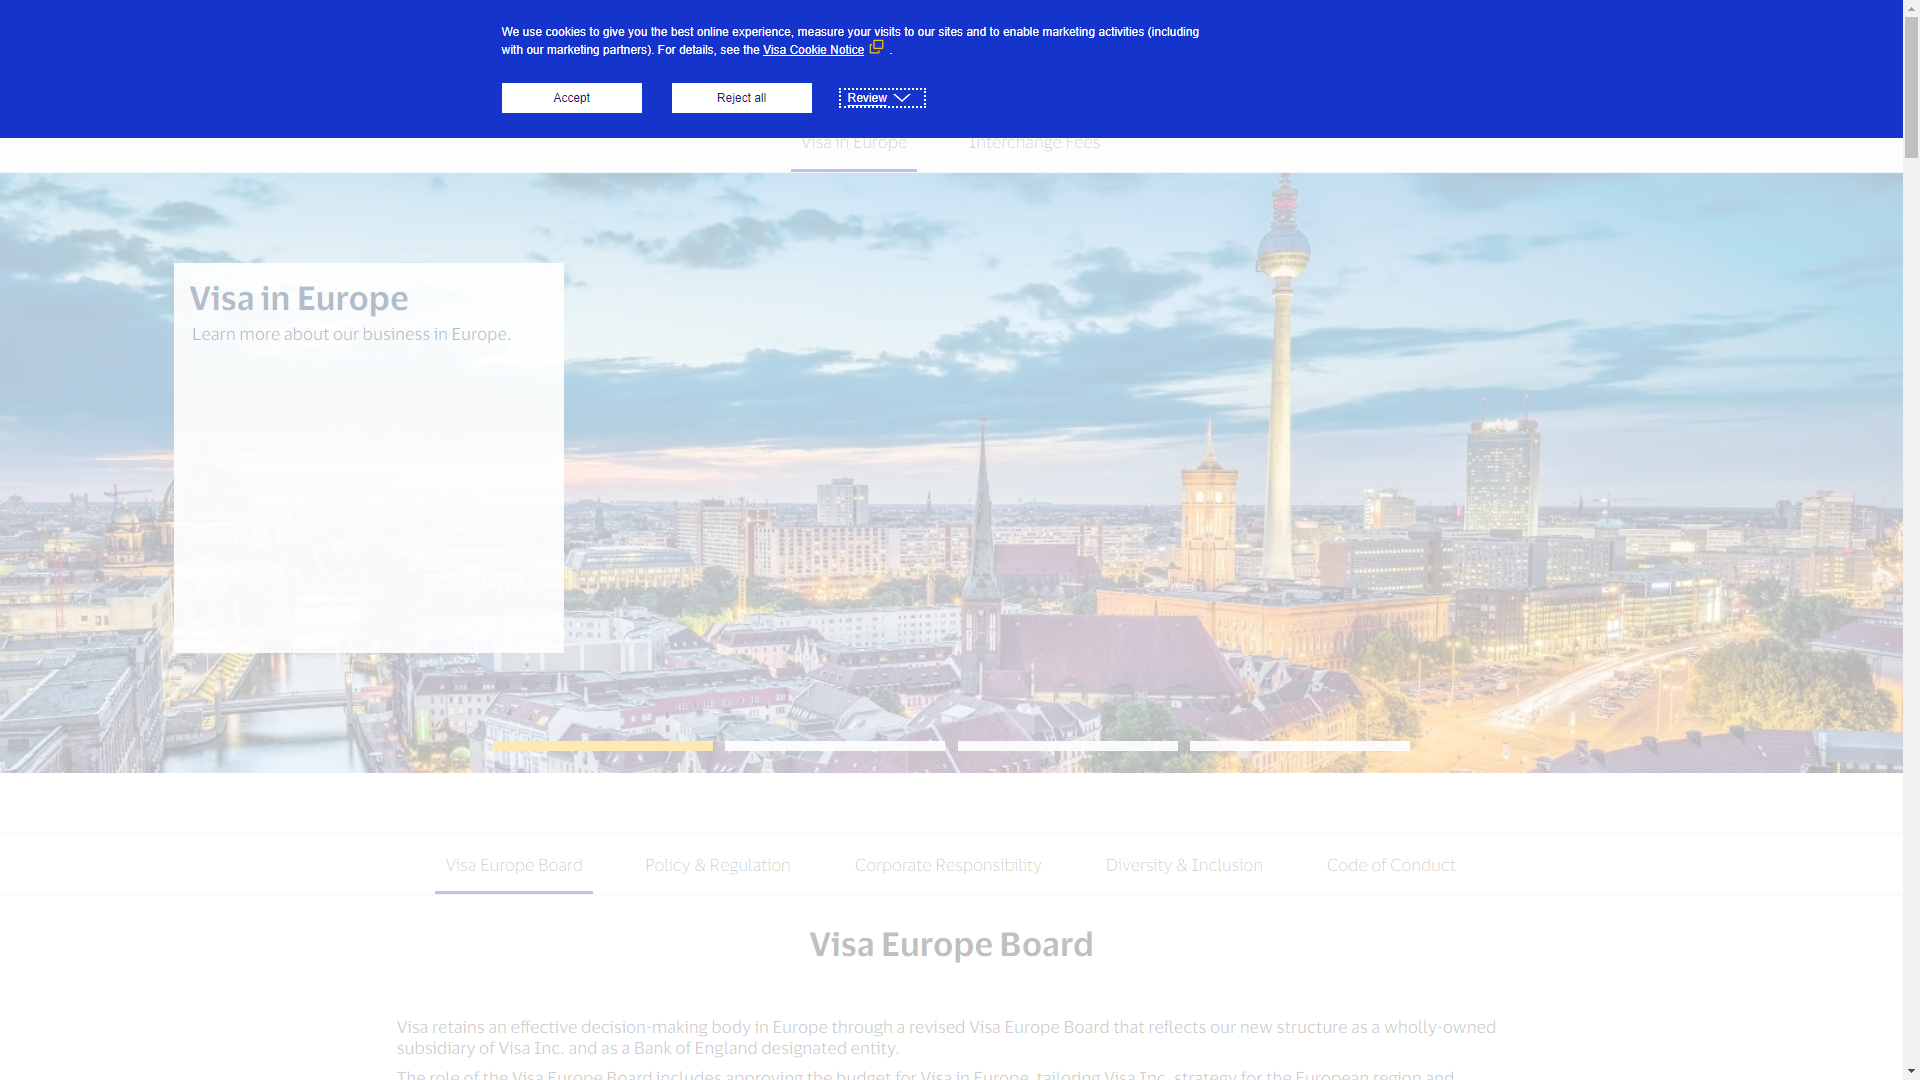 We use cookies to give you the best online experience, measure your visits to our sites and to enable marketing activities (including
with our marketing partners). For details, see the Visa Cookie Notice .
Accept
Reject all
Review
Visa in Europe
Interchange Fees
Visa in Europe
Learn more about our business in Europe.
Visa Europe Board
Policy & Regulation
Corporate Responsibility
Diversity & Inclusion
Code of Conduct
Visa Europe Board
Visa retains an effective decision-making body in Europe through a revised Visa Europe Board that reflects our new structure as a wholly-owned
subsidiary of Visa Inc. and as a Bank of England designated entity.
The role of the Visa Europe Board includes approving the budget for Visa in Europe, tailoring Visa Inc. strategy for the European region and